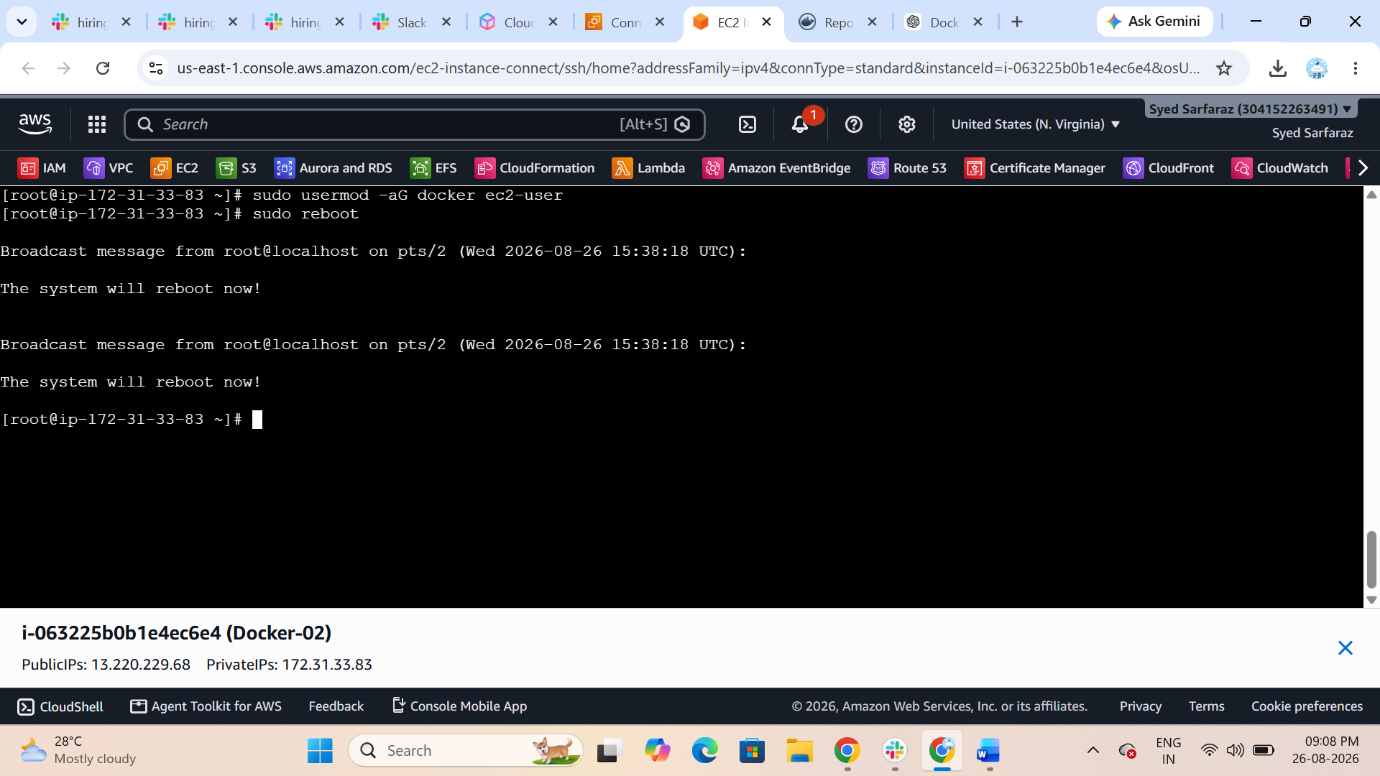 hiring
hiring
hiring
Slack
Clou
Conn
EC2 I
Repo
Dock
Ask Gemini
us-east-1.console.aws.amazon.com/ec2-instance-connect/ssh/home?addressFamily=ipv4&connType=standard&instanceId=i-063225b0b1e4ec6e4&osU...
aws
Search
[Alt+S]
1
United States (N. Virginia)
Syed Sarfaraz (304152263491)
Syed Sarfaraz
IAM VPC EC2 S3 Aurora and RDS EFS CloudFormation Lambda Amazon EventBridge Route 53 Certificate Manager CloudFront CloudWatch
[root@ip-172-31-33-83 ~]# sudo usermod -aG docker ec2-user
[root@ip-172-31-33-83 ~]# sudo reboot
Broadcast message from root@localhost on pts/2 (Wed 2026-08-26 15:38:18 UTC):
The system will reboot now!
Broadcast message from root@localhost on pts/2 (Wed 2026-08-26 15:38:18 UTC):
The system will reboot now!
[root@ip-172-31-33-83 ~]#
i-063225b0b1e4ec6e4 (Docker-02)
PublicIPs: 13.220.229.68 PrivateIPs: 172.31.33.83
CloudShell Agent Toolkit for AWS Feedback Console Mobile App © 2026, Amazon Web Services, Inc. or its affiliates. Privacy Terms Cookie preferences
28°C
Mostly cloudy
Search
ENG
IN
09:08 PM
26-08-2026